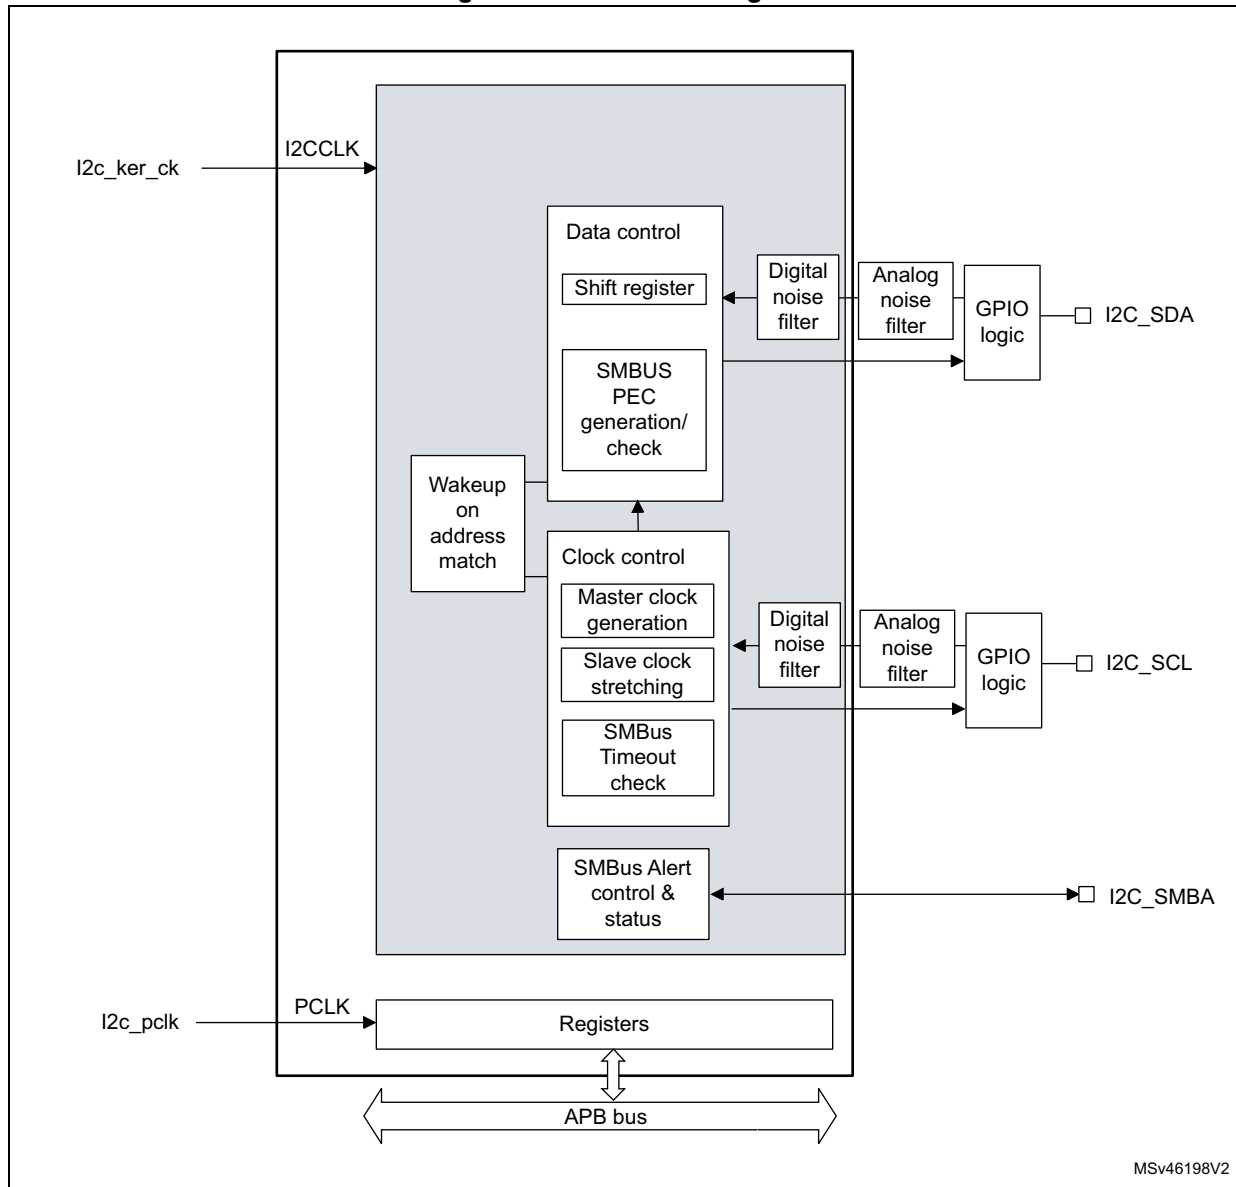 I2CCLK
I2c_ker_ck
Data control
Shift register
SMBUS
PEC
generation/
check
Digital
noise
filter
Analog
noise
filter
GPIO
logic
I2C_SDA
Wakeup
on
address
match
Clock control
Master clock
generation
Slave clock
stretching
SMBus
Timeout
check
Digital
noise
filter
Analog
noise
filter
GPIO
logic
I2C_SCL
SMBus Alert
control &
status
I2C_SMBA
PCLK
I2c_pclk
Registers
APB bus
MSv46198V2